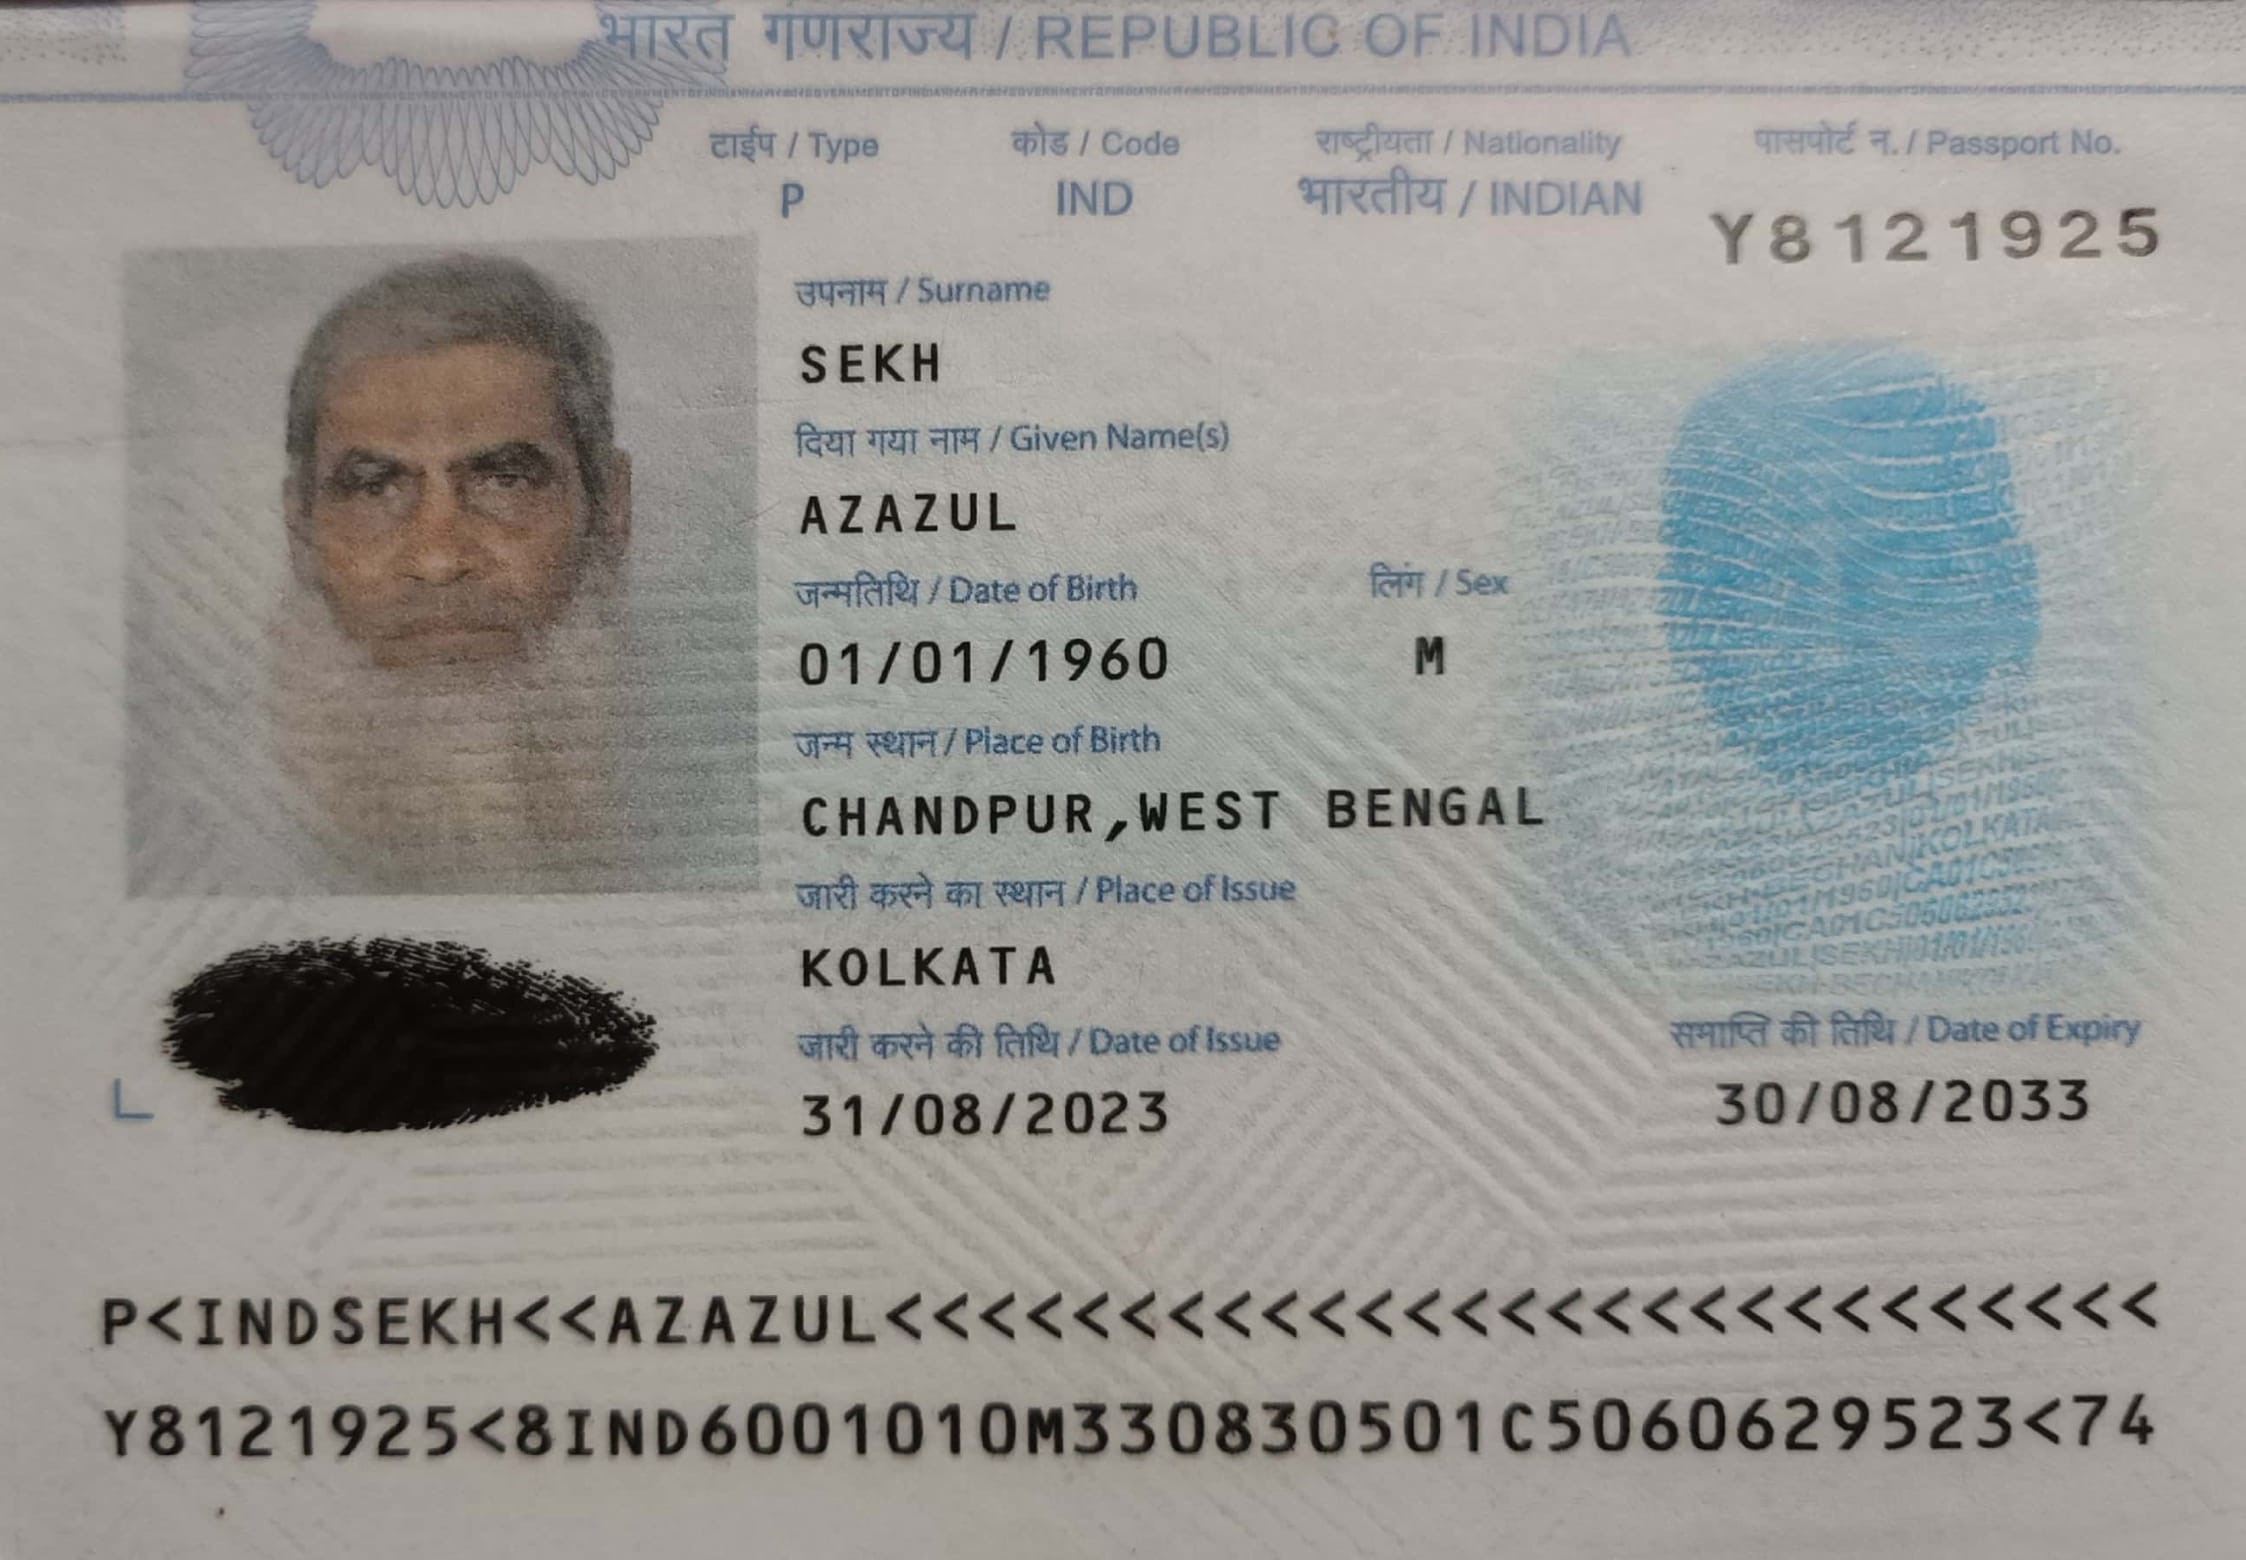 भारत गणराज्य / REPUBLIC OF INDIA
टाईप / Type कोड / Code राष्ट्रीयता / Nationality पासपोर्ट न. / Passport No.
P IND भारतीय / INDIAN Y8121925
उपनाम / Surname
SEKH
दिया गया नाम / Given Name(s)
AZAZUL
जन्मतिथि / Date of Birth लिंग / Sex
01/01/1960 M
जन्म स्थान / Place of Birth
CHANDPUR,WEST BENGAL
जारी करने का स्थान / Place of Issue
KOLKATA
जारी करने की तिथि / Date of Issue समाप्ति की तिथि / Date of Expiry
L 31/08/2023 30/08/2033
P<INDSEKH<<AZAZUL<<<<<<<<<<<<<<<<<<<<<<<<<<<
Y8121925<8IND6001010M330830501C5060629523<74